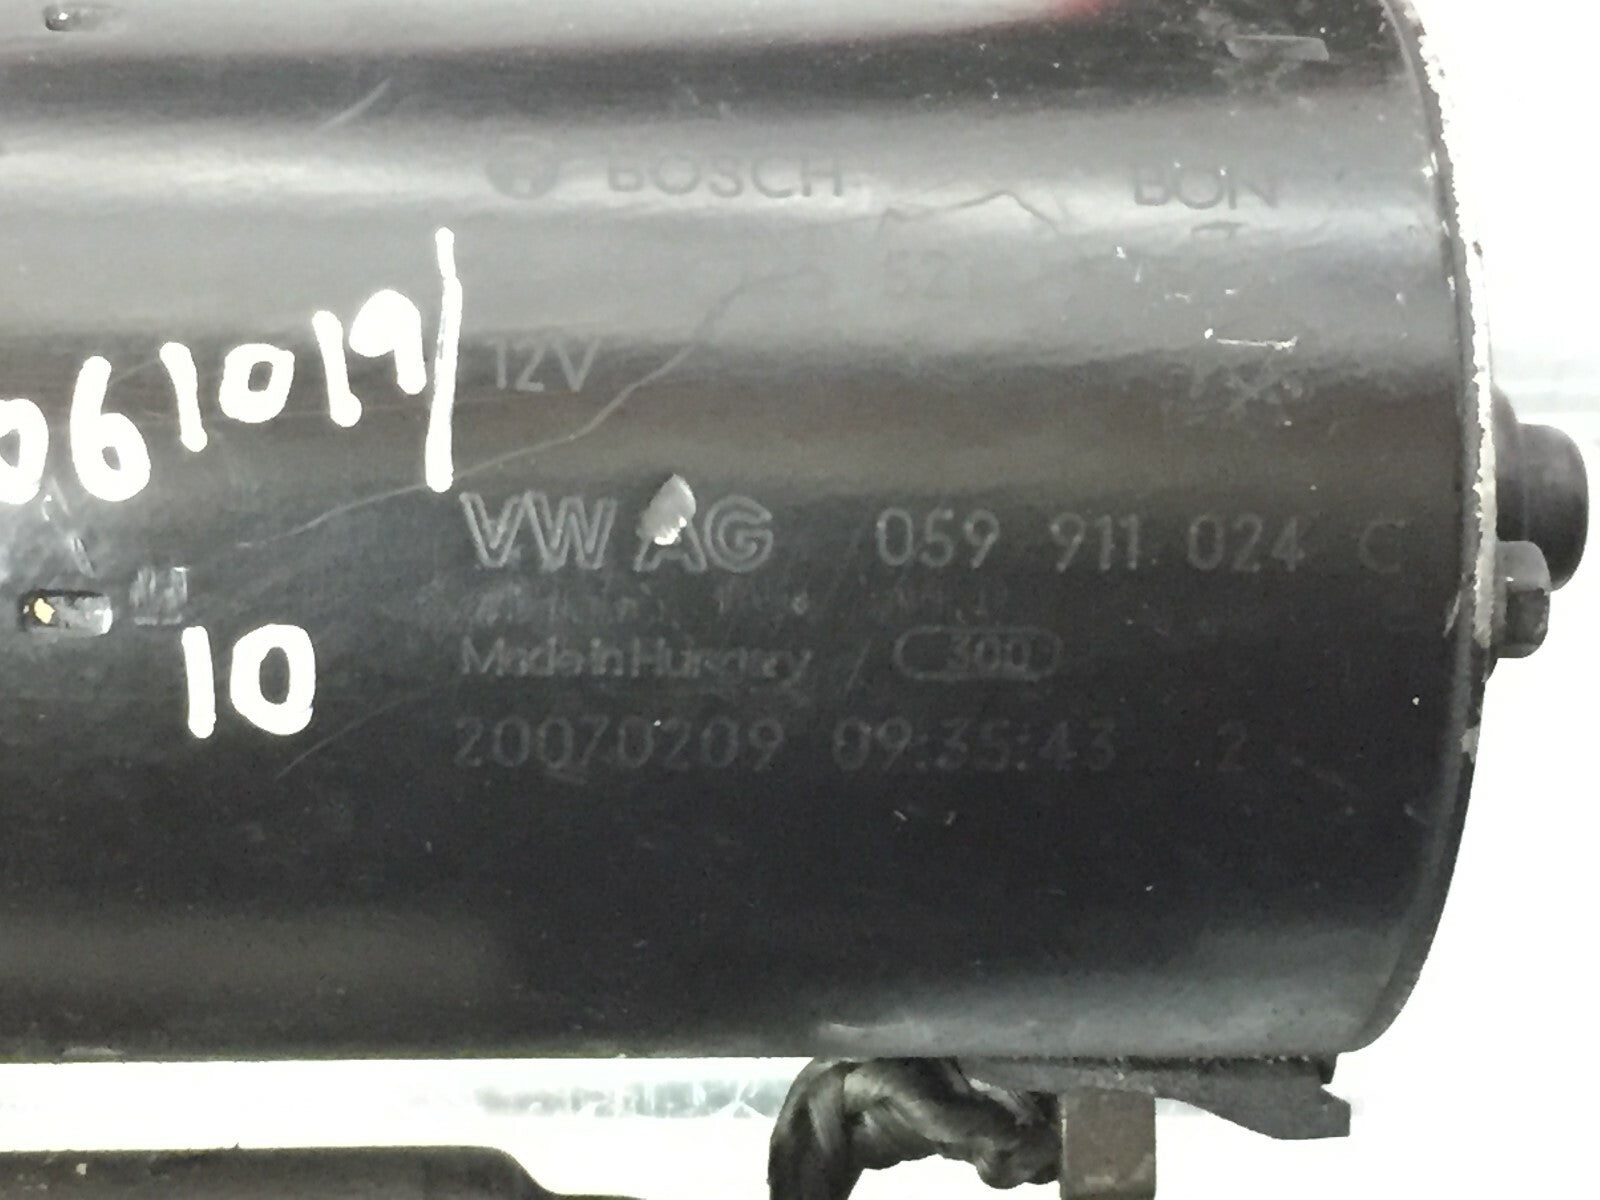 BOSCH BON
521
12V
061019/
VW AG 059 911 024 C
Made in Hungary / 300
10
20070209 09:35:43 2